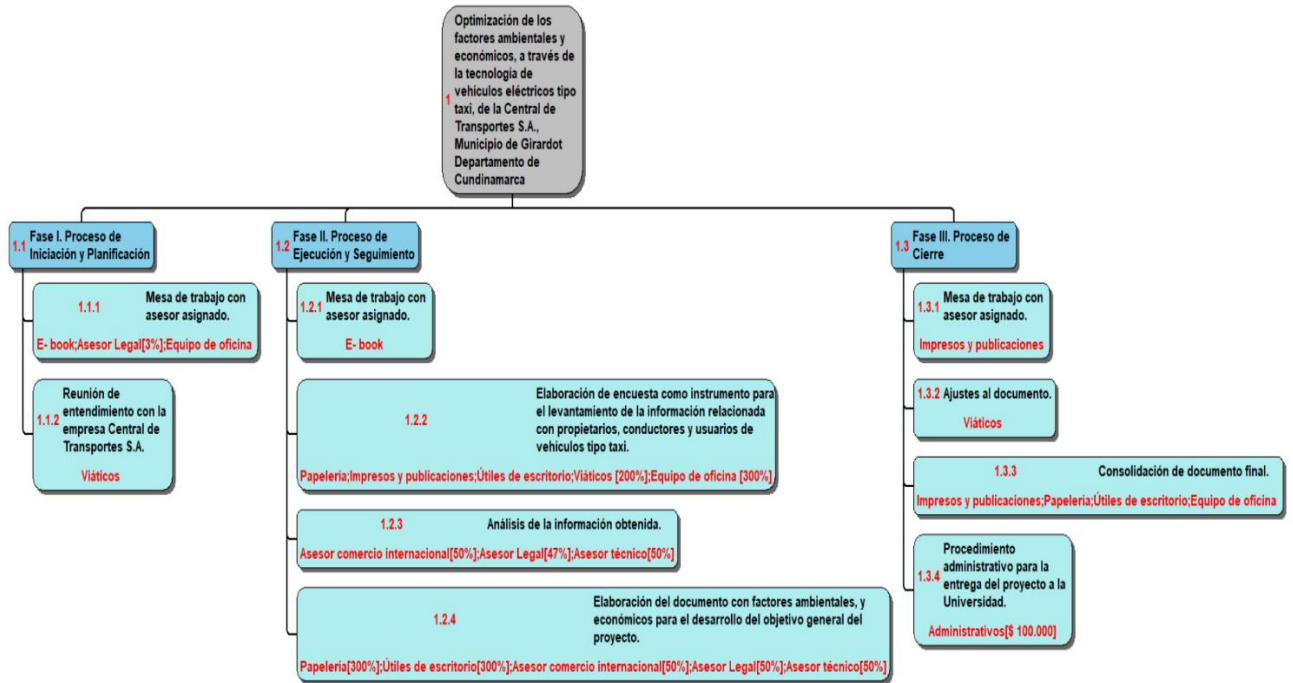 Optimización de los
factores ambientales y
económicos, a través de
la tecnología de
vehículos eléctricos tipo
1 taxi, de la Central de
Transportes S.A.,
Municipio de Girardot
Departamento de
Cundinamarca
1.1 Fase I. Proceso de
Iniciación y Planificación
1.1.1 Mesa de trabajo con
asesor asignado.
E- book;Asesor Legal[3%];Equipo de oficina
Reunión de
entendimiento con la
1.1.2 empresa Central de
Transportes S.A.
Viáticos
1.2 Fase II. Proceso de
Ejecución y Seguimiento
1.2.1 Mesa de trabajo con
asesor asignado.
E- book
Elaboración de encuesta como instrumento para
1.2.2 el levantamiento de la información relacionada
con propietarios, conductores y usuarios de
vehículos tipo taxi.
Papelería;Impresos y publicaciones;Útiles de escritorio;Viáticos [200%];Equipo de oficina [300%]
1.2.3 Análisis de la información obtenida.
Asesor comercio internacional[50%];Asesor Legal[47%];Asesor técnico[50%]
Elaboración del documento con factores ambientales, y
1.2.4 económicos para el desarrollo del objetivo general del
proyecto.
Papelería[300%];Útiles de escritorio[300%];Asesor comercio internacional[50%];Asesor Legal[50%];Asesor técnico[50%]
1.3 Fase III. Proceso de
Cierre
1.3.1 Mesa de trabajo con
asesor asignado.
Impresos y publicaciones
1.3.2 Ajustes al documento.
Viáticos
1.3.3 Consolidación de documento final.
Impresos y publicaciones;Papelería;Útiles de escritorio;Equipo de oficina
Procedimiento
administrativo para la
1.3.4 entrega del proyecto a la
Universidad.
Administrativos[$ 100.000]